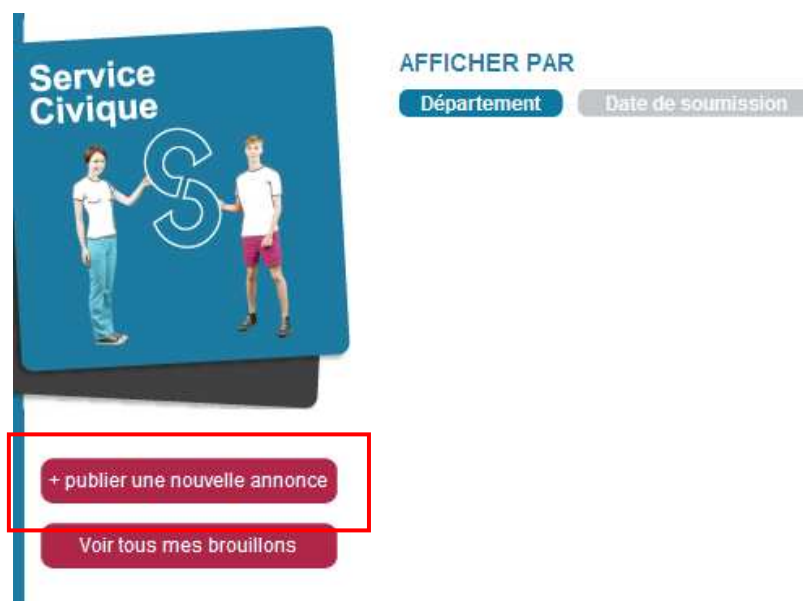 Service
Civique
AFFICHER PAR
Département Date de soumission
+ publier une nouvelle annonce
Voir tous mes brouillons